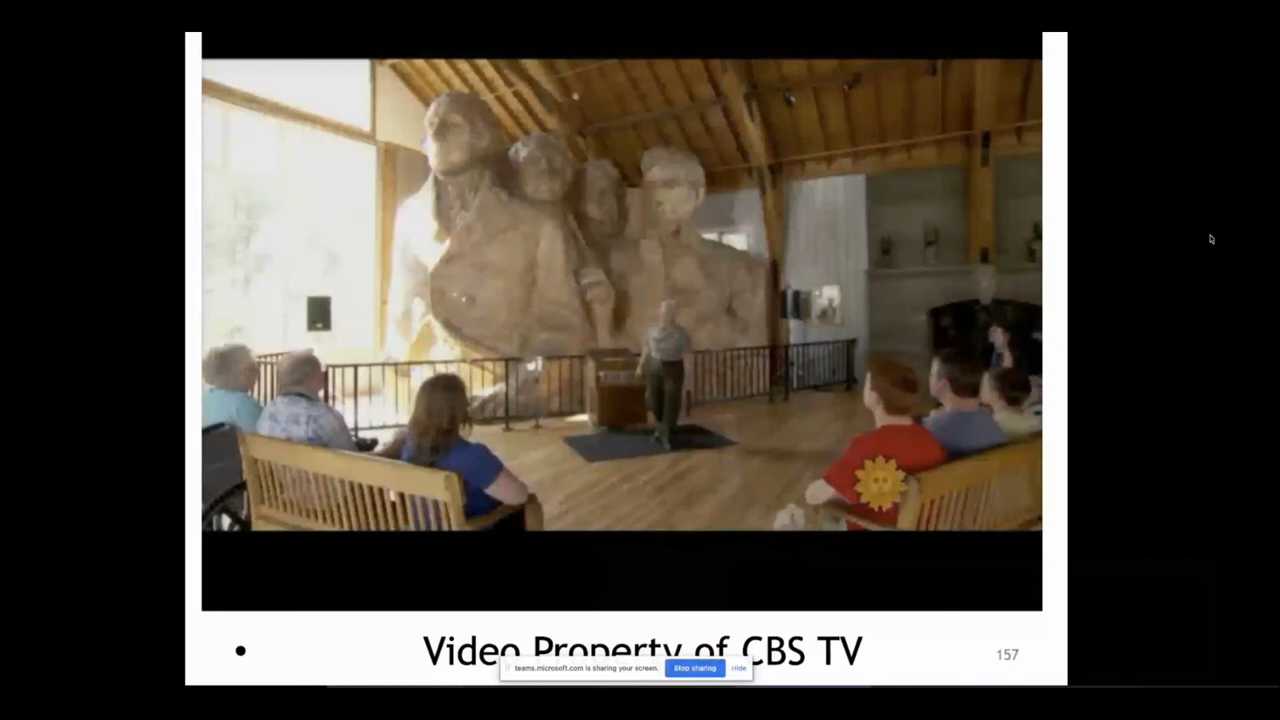 • Video Property of CBS TV
157
teams.microsoft.com is sharing your screen. Stop sharing Hide